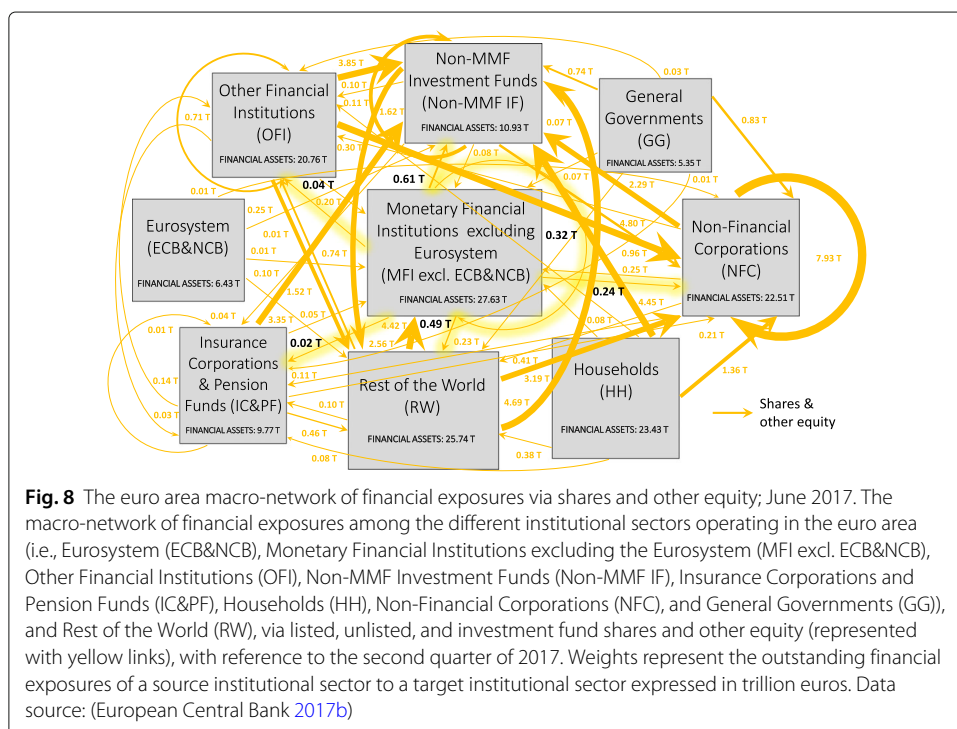 3.85 T
Non-MMF
Investment Funds
(Non-MMF IF)
FINANCIAL ASSETS: 10.93 T
0.74 T
0.03 T
Other Financial
Institutions
(OFI)
FINANCIAL ASSETS: 20.76 T
0.10 T
0.11 T
1.62 T
General
Governments
(GG)
FINANCIAL ASSETS: 5.35 T
0.71 T
0.07 T
0.83 T
0.30 T
0.08 T
0.04 T
0.61 T
0.07 T
0.01 T
2.29 T
0.01 T
0.20 T
0.25 T
Eurosystem
(ECB&NCB)
FINANCIAL ASSETS: 6.43 T
Monetary Financial
Institutions excluding
Eurosystem
(MFI excl. ECB&NCB)
FINANCIAL ASSETS: 27.63 T
Non-Financial
Corporations
(NFC)
FINANCIAL ASSETS: 22.51 T
4.80 T
0.01 T
0.32 T
0.01 T
0.74 T
0.96 T
7.93 T
0.10 T
0.25 T
1.52 T
0.24 T
4.45 T
0.04 T
0.05 T
4.42 T
0.49 T
0.08 T
0.01 T
3.35 T
0.21 T
Insurance
Corporations
& Pension
Funds (IC&PF)
FINANCIAL ASSETS: 9.77 T
0.02 T
2.56 T
0.23 T
0.41 T
1.36 T
0.11 T
Rest of the World
(RW)
FINANCIAL ASSETS: 25.74 T
3.19 T
Households
(HH)
FINANCIAL ASSETS: 23.43 T
0.14 T
0.10 T
4.69 T
0.03 T
0.46 T
0.38 T
0.08 T
Shares &
other equity
Fig. 8 The euro area macro-network of financial exposures via shares and other equity; June 2017. The
macro-network of financial exposures among the different institutional sectors operating in the euro area
(i.e., Eurosystem (ECB&NCB), Monetary Financial Institutions excluding the Eurosystem (MFI excl. ECB&NCB),
Other Financial Institutions (OFI), Non-MMF Investment Funds (Non-MMF IF), Insurance Corporations and
Pension Funds (IC&PF), Households (HH), Non-Financial Corporations (NFC), and General Governments (GG)),
and Rest of the World (RW), via listed, unlisted, and investment fund shares and other equity (represented
with yellow links), with reference to the second quarter of 2017. Weights represent the outstanding financial
exposures of a source institutional sector to a target institutional sector expressed in trillion euros. Data
source: (European Central Bank 2017b)